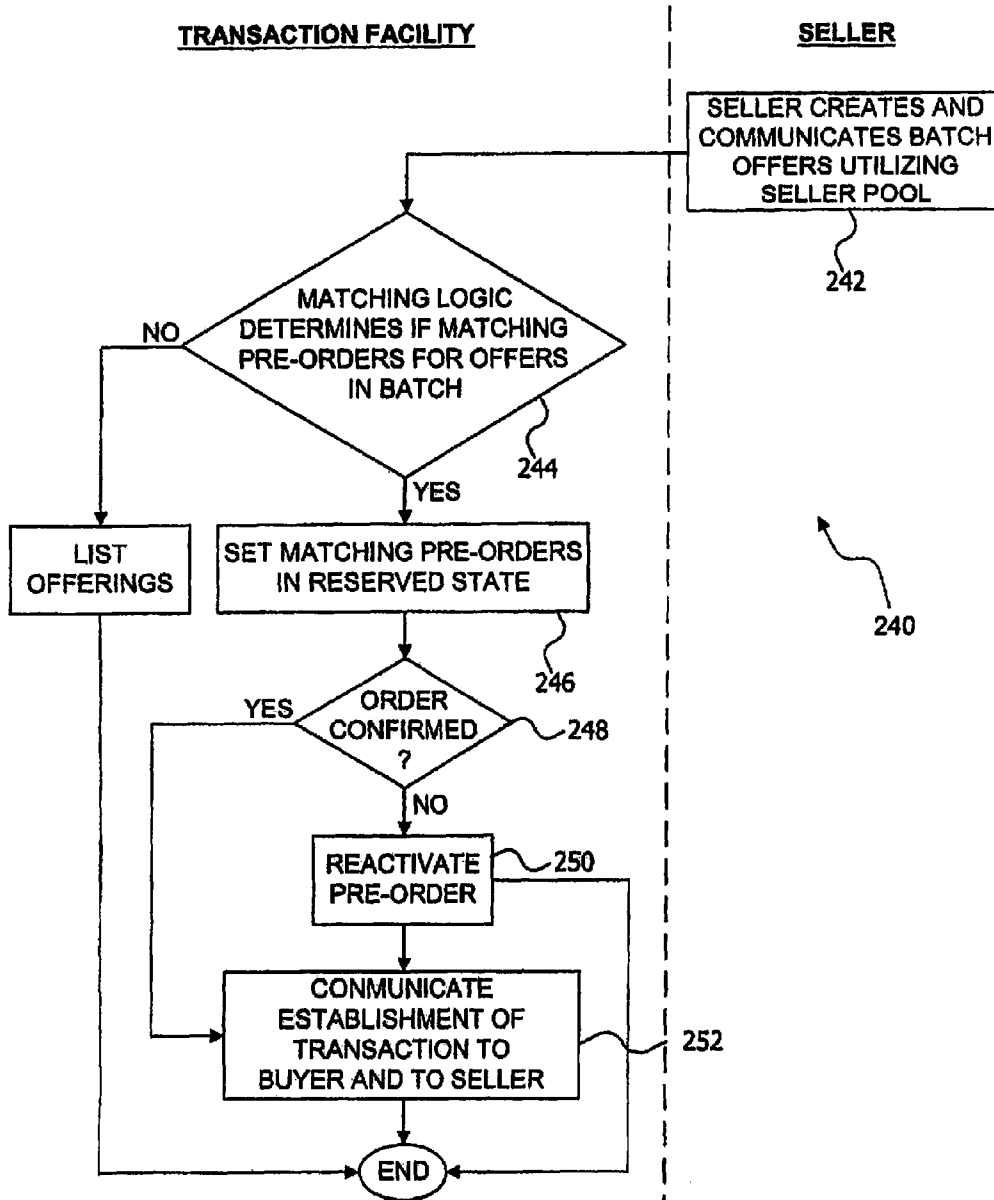 TRANSACTION FACILITY
SELLER
SELLER CREATES AND
COMMUNICATES BATCH
OFFERS UTILIZING
SELLER POOL
242
MATCHING LOGIC
DETERMINES IF MATCHING
PRE-ORDERS FOR OFFERS
IN BATCH
NO
244
YES
LIST
OFFERINGS
SET MATCHING PRE-ORDERS
IN RESERVED STATE
240
246
YES
ORDER
CONFIRMED
?
248
NO
REACTIVATE
PRE-ORDER
250
CONMUNICATE
ESTABLISHMENT OF
TRANSACTION TO
BUYER AND TO SELLER
252
END